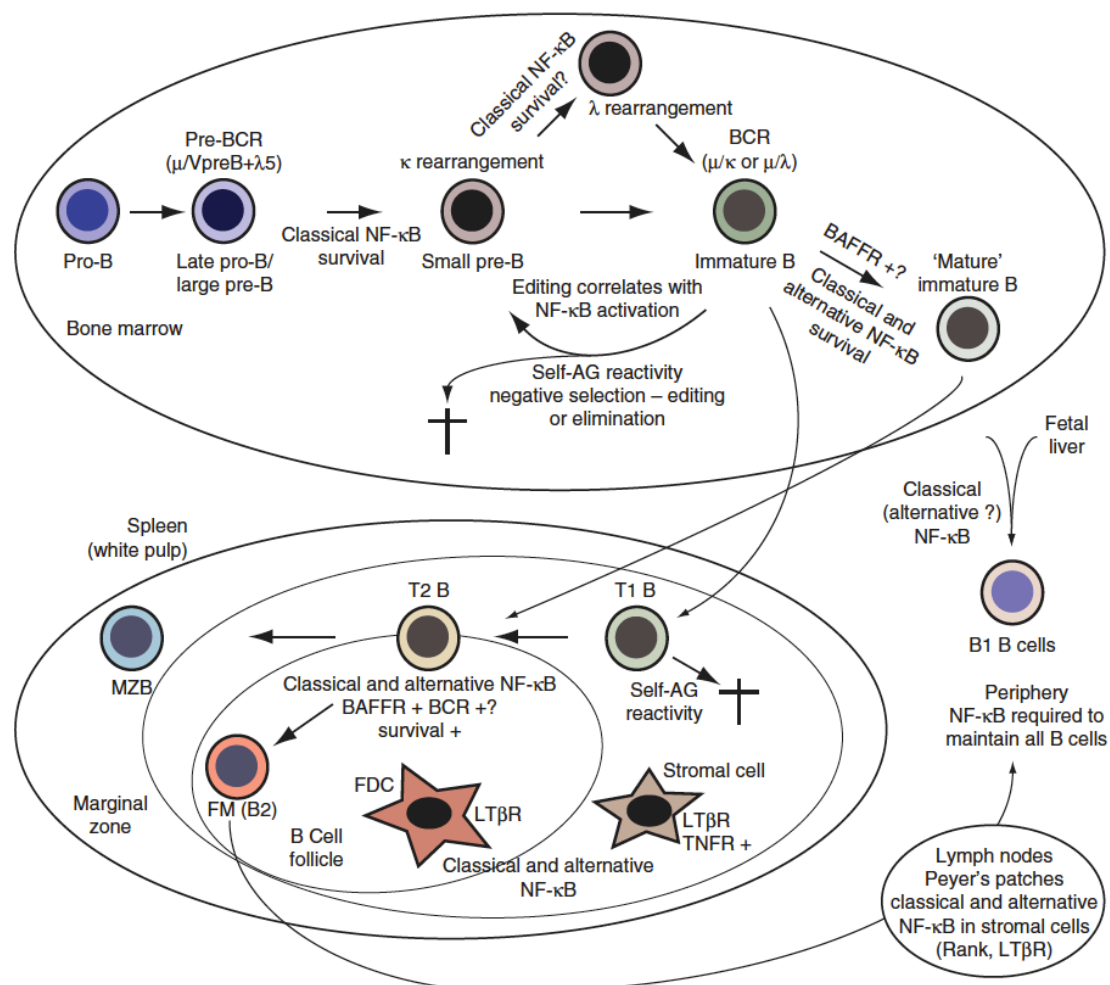 Classical NF-κB
survival?
λ rearrangement
Pre-BCR
(μ/VpreB+λ5)
κ rearrangement
BCR
(μ/κ or μ/λ)
Pro-B
Late pro-B/
large pre-B
Classical NF-κB
survival
Small pre-B
Immature B
BAFFR +?
Classical and
alternative NF-κB
survival
'Mature'
immature B
Bone marrow
Editing correlates with
NF-κB activation
Self-AG reactivity
negative selection – editing
or elimination
Fetal
liver
Classical
(alternative ?)
NF-κB
B1 B cells
Spleen
(white pulp)
T2 B
T1 B
MZB
Classical and alternative NF-κB
BAFFR + BCR +?
survival +
Self-AG
reactivity
FM (B2)
Marginal
zone
B Cell
follicle
FDC
LTβR
Stromal cell
LTβR
TNFR +
Classical and alternative
NF-κB
Periphery
NF-κB required to
maintain all B cells
Lymph nodes
Peyer's patches
classical and alternative
NF-κB in stromal cells
(Rank, LTβR)